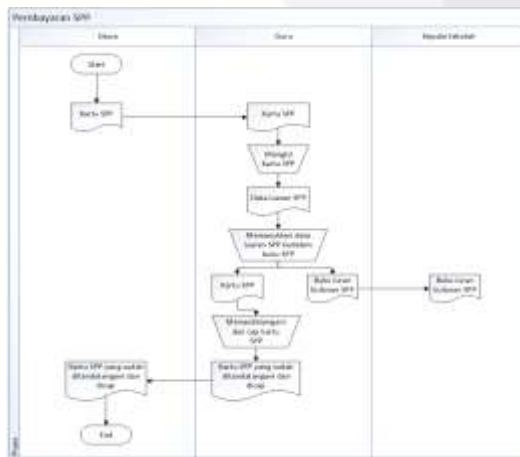 Pembayaran SPP
Siswa
Guru
Kepala Sekolah
Start
Kartu SPP
Kartu SPP
Mengisi
kartu SPP
Data iuran SPP
Memasukkan data
iuran SPP kedalam
buku SPP
Kartu SPP
Buku iuran
bulanan SPP
Buku iuran
bulanan SPP
Menandatangani
dan cap kartu
SPP
Kartu SPP yang sudah
ditandatangani dan
dicap
Kartu SPP yang sudah
ditandatangani dan
dicap
End